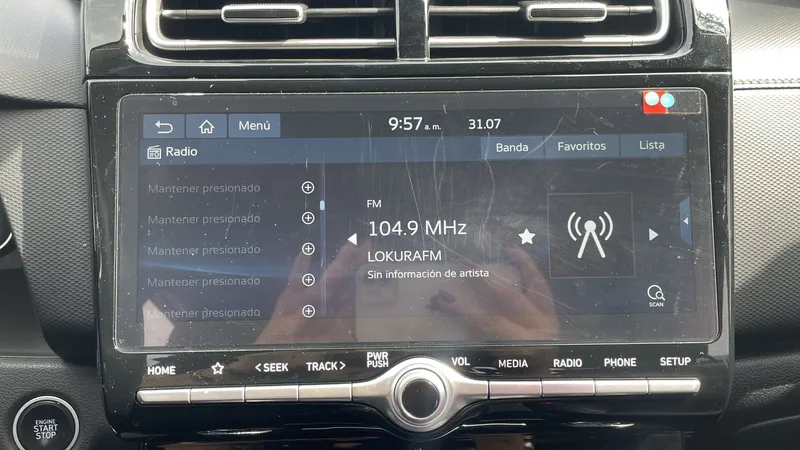 Menú 9:57 a. m. 31.07
Radio Banda Favoritos Lista
Mantener presionado
Mantener presionado
Mantener presionado
Mantener presionado
Mantener presionado
FM
104.9 MHz
LOKURAFM
Sin información de artista
SCAN
HOME < SEEK TRACK > PWR PUSH VOL MEDIA RADIO PHONE SETUP
ENGINE
START
STOP